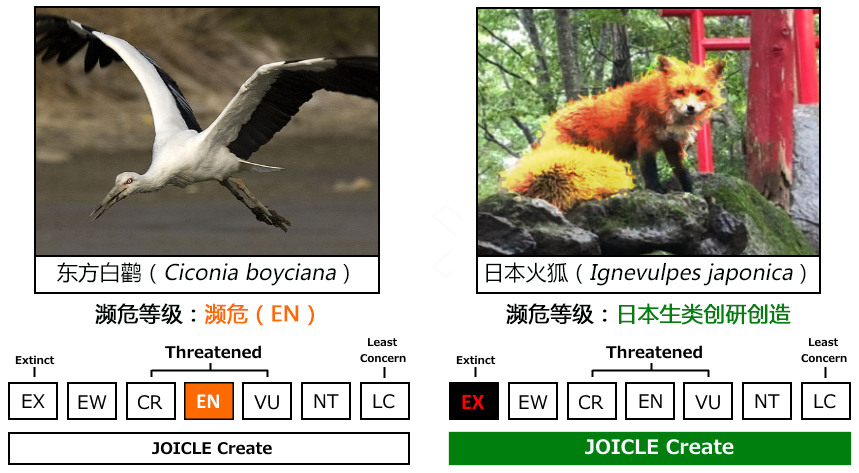 东方白鹳（Ciconia boyciana）
濒危等级：濒危（EN）
Extinct
Threatened
Least
Concern
EX EW CR EN VU NT LC
JOICLE Create
日本火狐（Ignevulpes japonica）
濒危等级：日本生类创研创造
Extinct
Threatened
Least
Concern
EX EW CR EN VU NT LC
JOICLE Create